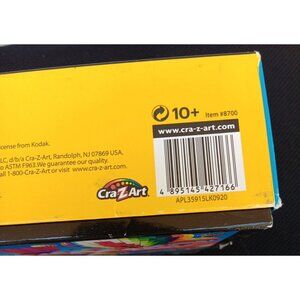 icense from Kodak.
LC, d/b/a Cra-Z-Art, Randolph, NJ 07869 USA.
o ASTM F963. We guarantee our quality.
all 1-800-Cra-Z-Art or visit www.cra-z-art.com
10+
Item #8700
www.cra-z-art.com
Cra-Z-Art
4 895145 427166
APL35915LK0920